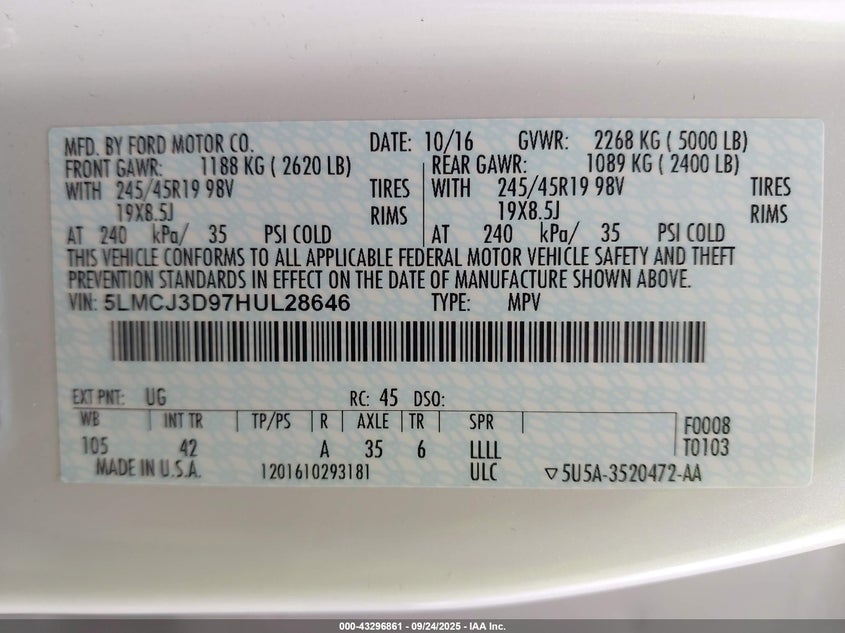 MFD. BY FORD MOTOR CO. DATE: 10/16 GVWR: 2268 KG ( 5000 LB)
FRONT GAWR: 1188 KG ( 2620 LB) REAR GAWR: 1089 KG ( 2400 LB)
WITH 245/45R19 98V TIRES WITH 245/45R19 98V TIRES
19X8.5J RIMS 19X8.5J RIMS
AT 240 kPa/ 35 PSI COLD AT 240 kPa/ 35 PSI COLD
THIS VEHICLE CONFORMS TO ALL APPLICABLE FEDERAL MOTOR VEHICLE SAFETY AND THEFT
PREVENTION STANDARDS IN EFFECT ON THE DATE OF MANUFACTURE SHOWN ABOVE.
VIN: 5LMCJ3D97HUL28646 TYPE: MPV
EXT PNT: UG RC: 45 DSO:
WB INT TR TP/PS R AXLE TR SPR F0008
105 42 A 35 6 LLLL T0103
MADE IN U.S.A. 1201610293181 ULC ▽5U5A-3520472-AA
000-43296861 - 09/24/2025 - IAA Inc.